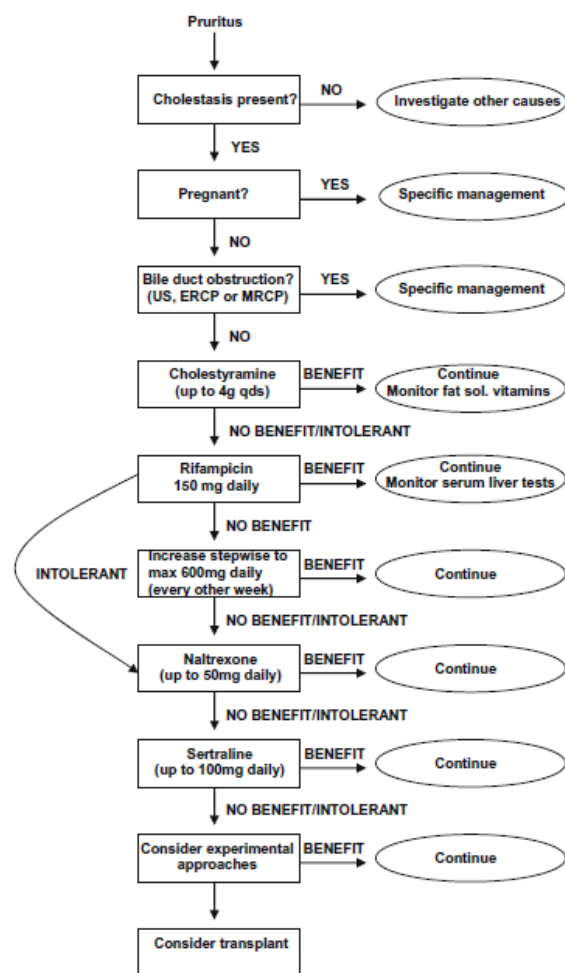 Pruritus
Cholestasis present?
NO
Investigate other causes
YES
Pregnant?
YES
Specific management
NO
Bile duct obstruction?
(US, ERCP or MRCP)
YES
Specific management
NO
Cholestyramine
(up to 4g qds)
BENEFIT
Continue
Monitor fat sol. vitamins
NO BENEFIT/INTOLERANT
Rifampicin
150 mg daily
BENEFIT
Continue
Monitor serum liver tests
NO BENEFIT
INTOLERANT
Increase stepwise to
max 600mg daily
(every other week)
BENEFIT
Continue
NO BENEFIT/INTOLERANT
Naltrexone
(up to 50mg daily)
BENEFIT
Continue
NO BENEFIT/INTOLERANT
Sertraline
(up to 100mg daily)
BENEFIT
Continue
NO BENEFIT/INTOLERANT
Consider experimental
approaches
BENEFIT
Continue
Consider transplant